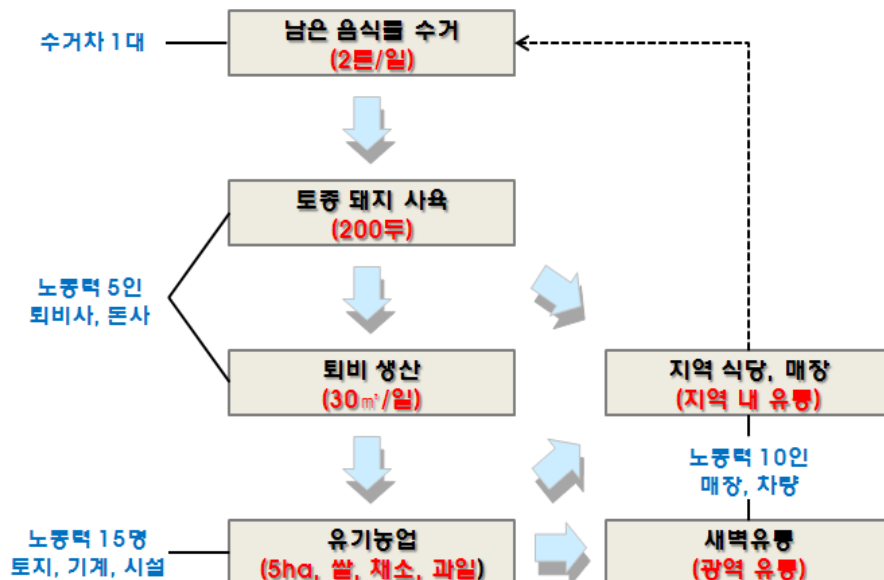 수거차 1대
남은 음식물 수거
(2톤/일)
토종 돼지 사육
(200두)
노동력 5인
퇴비사, 돈사
퇴비 생산
(30㎥/일)
지역 식당, 매장
(지역 내 유통)
노동력 10인
매장, 차량
노동력 15명
토지, 기계, 시설
유기농업
(5ha, 쌀, 채소, 과일)
새벽유통
(광역 유통)